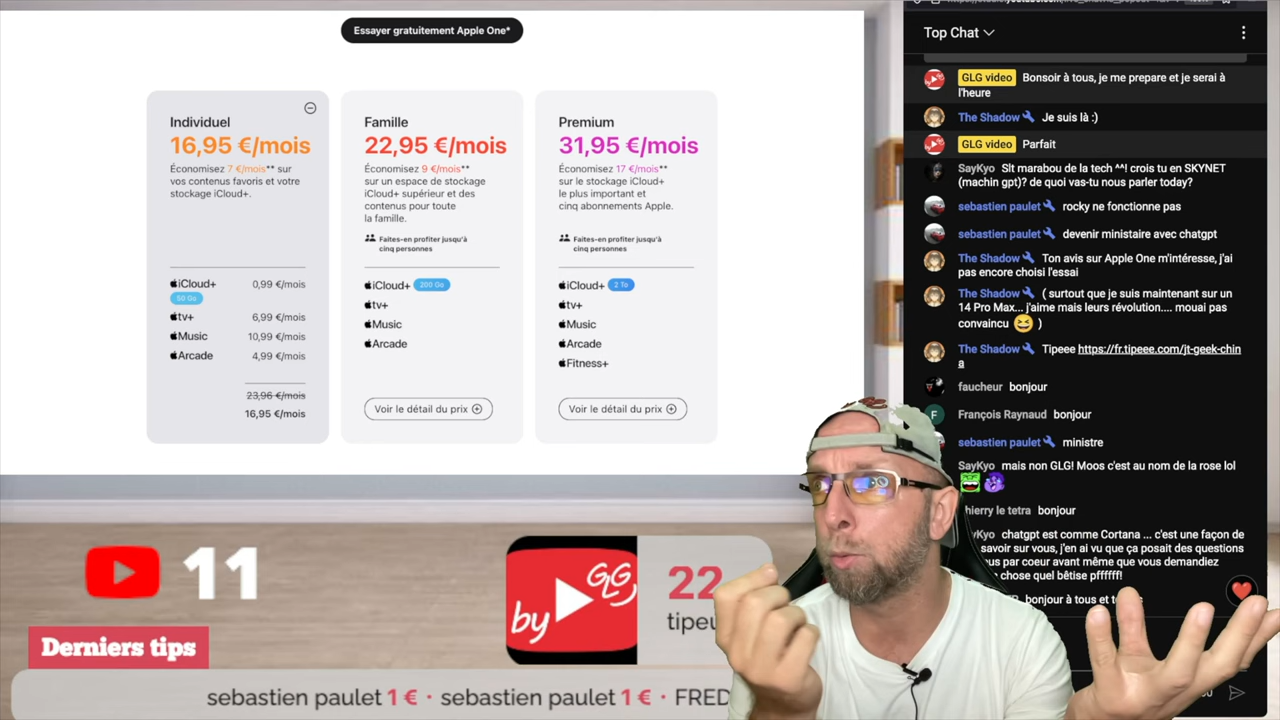 Essayer gratuitement Apple One*
Individuel
16,95 €/mois
Économisez 7 €/mois** sur
vos contenus favoris et votre
stockage iCloud+.
iCloud+ 0,99 €/mois
50 Go
tv+ 6,99 €/mois
Music 10,99 €/mois
Arcade 4,99 €/mois
23,96 €/mois
16,95 €/mois
Famille
22,95 €/mois
Économisez 9 €/mois**
sur un espace de stockage
iCloud+ supérieur et des
contenus pour toute
la famille.
Faites-en profiter jusqu'à
cinq personnes
iCloud+ 200 Go
tv+
Music
Arcade
Voir le détail du prix
Premium
31,95 €/mois
Économisez 17 €/mois**
sur le stockage iCloud+
le plus important et
cinq abonnements Apple.
Faites-en profiter jusqu'à
cinq personnes
iCloud+ 2 To
tv+
Music
Arcade
Fitness+
Voir le détail du prix
Top Chat
GLG video Bonsoir à tous, je me prepare et je serai à
l'heure
The Shadow Je suis là :)
GLG video Parfait
SayKyo Slt marabou de la tech ^^! crois tu en SKYNET
(machin gpt)? de quoi vas-tu nous parler today?
sebastien paulet rocky ne fonctionne pas
sebastien paulet devenir ministaire avec chatgpt
The Shadow Ton avis sur Apple One m'intéresse, j'ai
pas encore choisi l'essai
The Shadow ( surtout que je suis maintenant sur un
14 Pro Max... j'aime mais leurs révolution.... mouai pas
convaincu 😆 )
The Shadow Tipeee https://fr.tipeee.com/jt-geek-chin
a
faucheur bonjour
F François Raynaud bonjour
sebastien paulet ministre
SayKyo mais non GLG! Moos c'est au nom de la rose lol
hierry le tetra bonjour
yKyo chatgpt est comme Cortana ... c'est une façon de
savoir sur vous, j'en ai vu que ça posait des questions
us par coeur avant même que vous demandiez
chose quel bêtise pffffff!
bonjour à tous et
11
by GLG
22
tipeu
Derniers tips
sebastien paulet 1 € · sebastien paulet 1 € · FRED